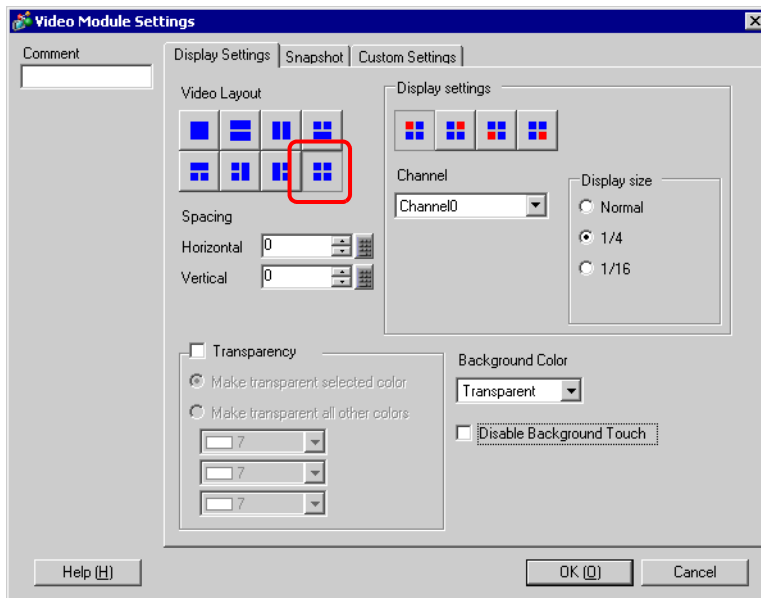 Video Module Settings
Comment
Display Settings
Snapshot
Custom Settings
Video Layout
Display settings
Channel
Channel0
Display size
Normal
1/4
1/16
Spacing
Horizontal 0
Vertical 0
Transparency
Make transparent selected color
Make transparent all other colors
7
7
7
Background Color
Transparent
Disable Background Touch
Help (H)
OK (O)
Cancel